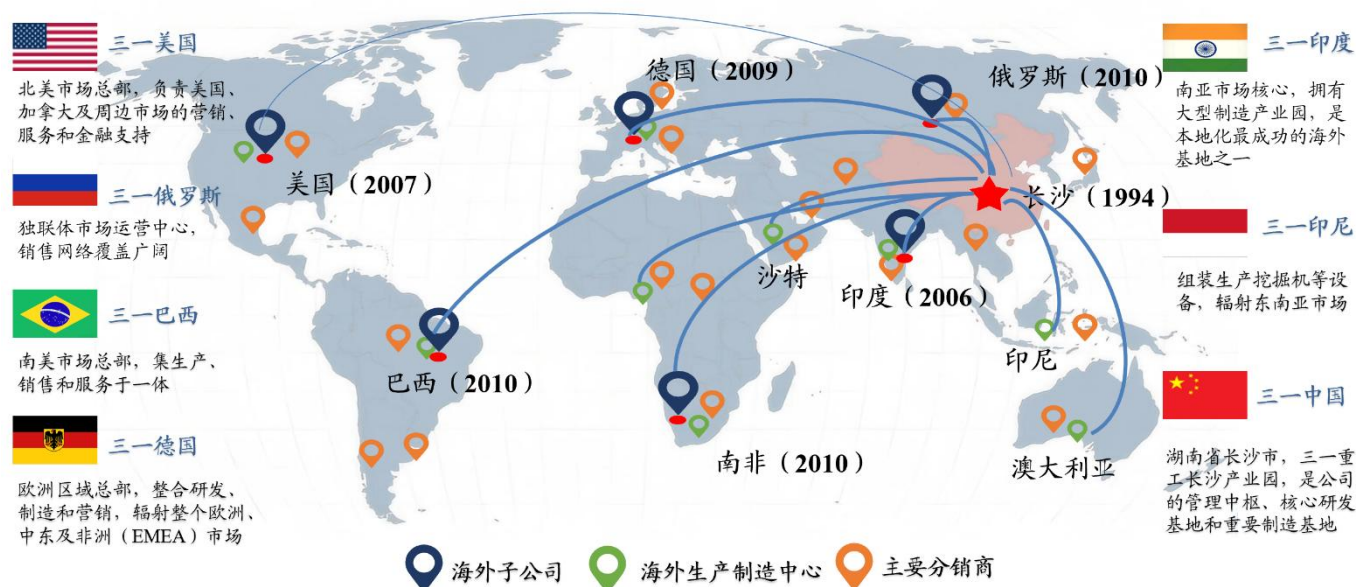 三一美国
北美市场总部，负责美国、
加拿大及周边市场的营销、
服务和金融支持
三一俄罗斯
独联体市场运营中心，
销售网络覆盖广阔
三一巴西
南美市场总部，集生产、
销售和服务于一体
三一德国
欧洲区域总部，整合研发、
制造和营销，辐射整个欧洲、
中东及非洲（EMEA）市场
德国（2009）
俄罗斯（2010）
美国（2007）
长沙（1994）
沙特
印度（2006）
巴西（2010）
印尼
南非（2010）
澳大利亚
三一印度
南亚市场核心，拥有
大型制造产业园，是
本地化最成功的海外
基地之一
三一印尼
组装生产挖掘机等设
备，辐射东南亚市场
三一中国
湖南省长沙市，三一重
工长沙产业园，是公司
的管理中枢、核心研发
基地和重要制造基地
海外子公司
海外生产制造中心
主要分销商